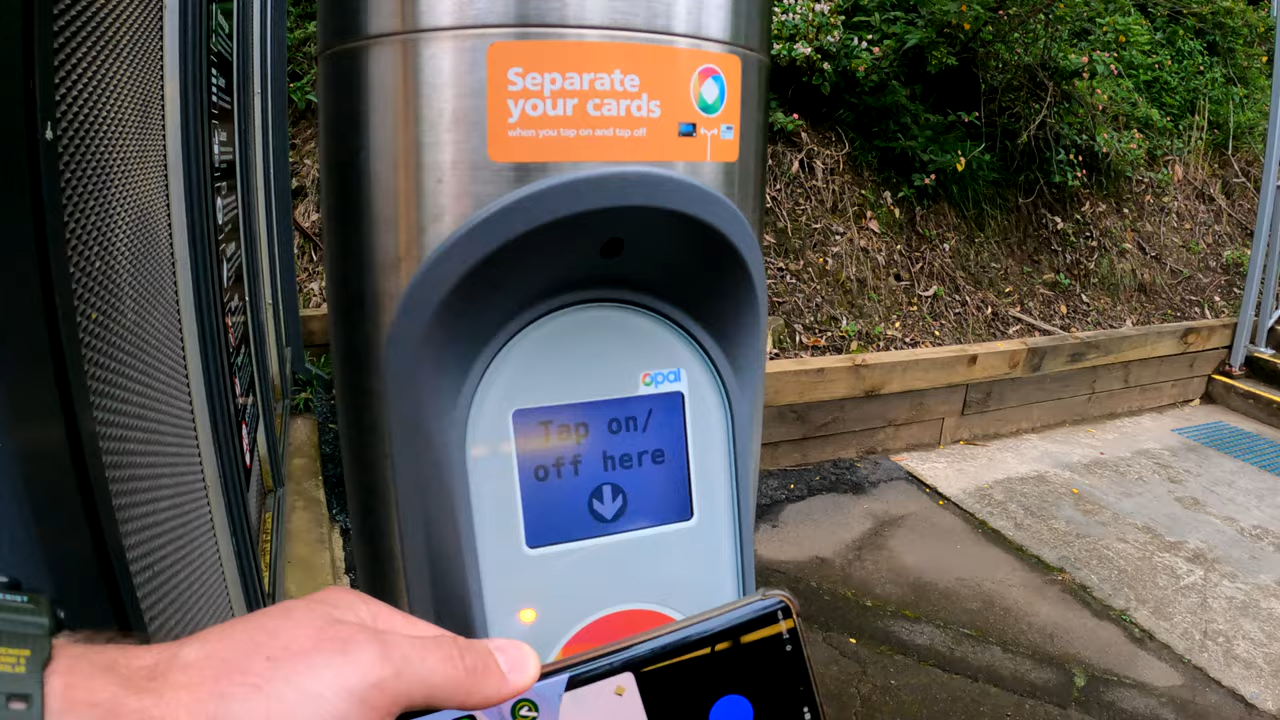 Separate
your cards
when you tap on and tap off
opal
Tap on/
off here